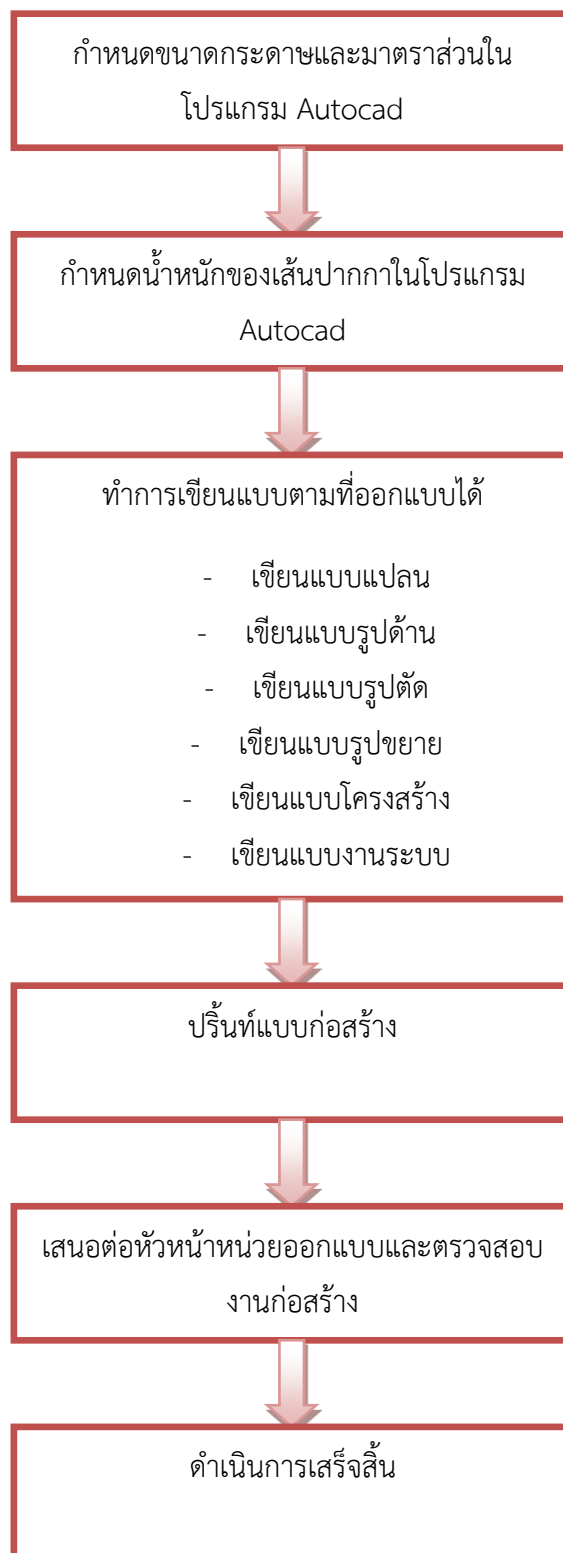 กำหนดขนาดกระดาษและมาตราส่วนใน
โปรแกรม Autocad
กำหนดน้ำหนักของเส้นปากกาในโปรแกรม
Autocad
ทำการเขียนแบบตามที่ออกแบบได้
- เขียนแบบแปลน
- เขียนแบบรูปด้าน
- เขียนแบบรูปตัด
- เขียนแบบรูปขยาย
- เขียนแบบโครงสร้าง
- เขียนแบบงานระบบ
ปริ้นท์แบบก่อสร้าง
เสนอต่อหัวหน้าหน่วยออกแบบและตรวจสอบ
งานก่อสร้าง
ดำเนินการเสร็จสิ้น